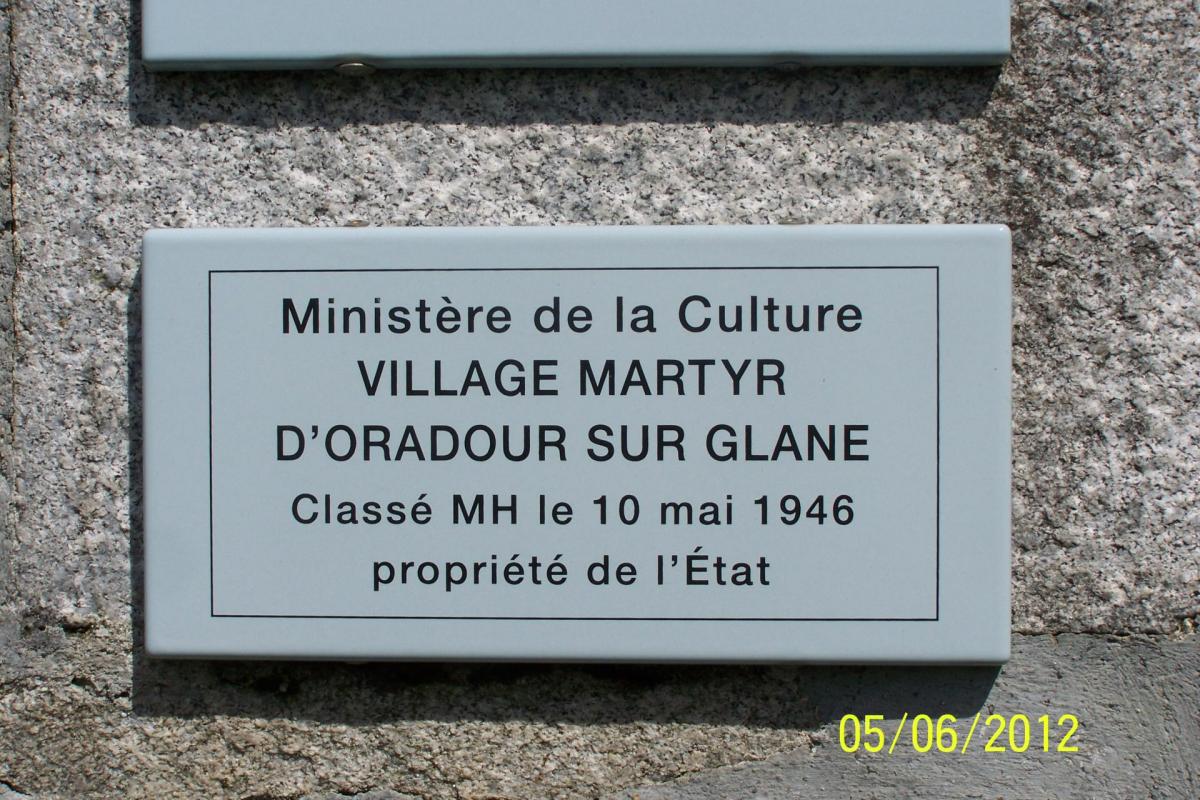 Ministère de la Culture
VILLAGE MARTYR
D’ORADOUR SUR GLANE
Classé MH le 10 mai 1946
propriété de l’État
05/06/2012